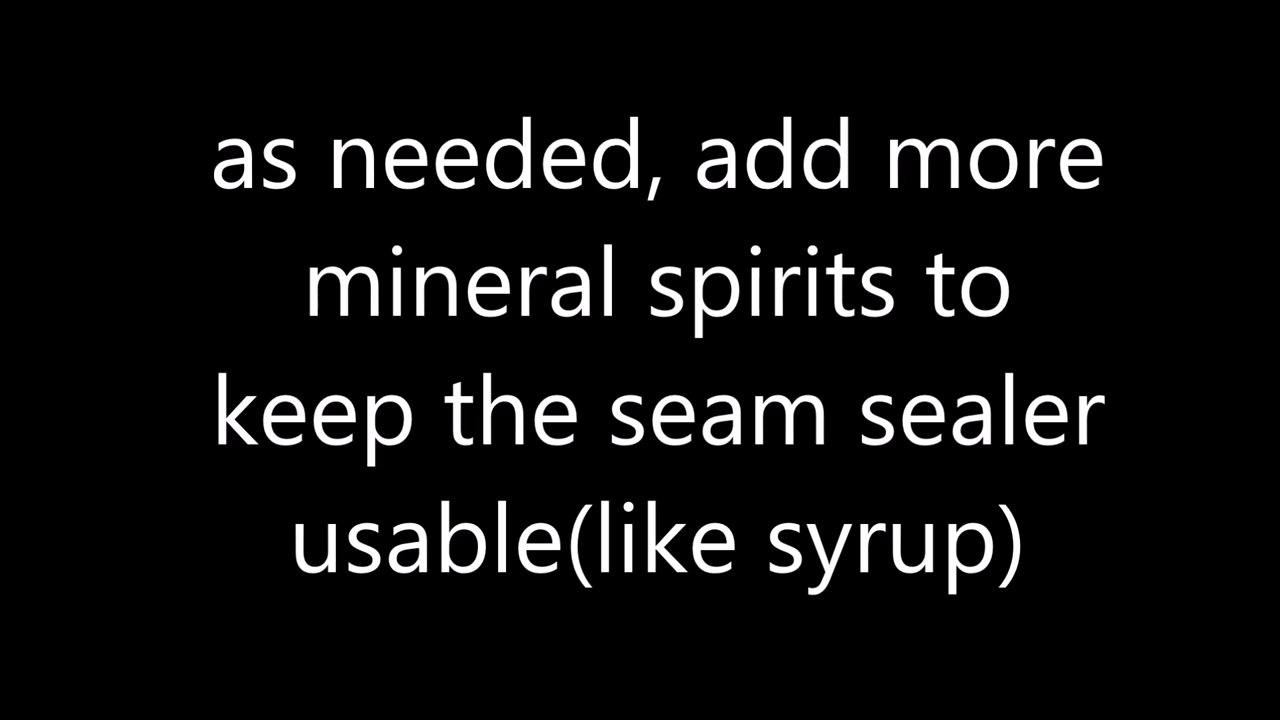 as needed, add more
mineral spirits to
keep the seam sealer
usable(like syrup)